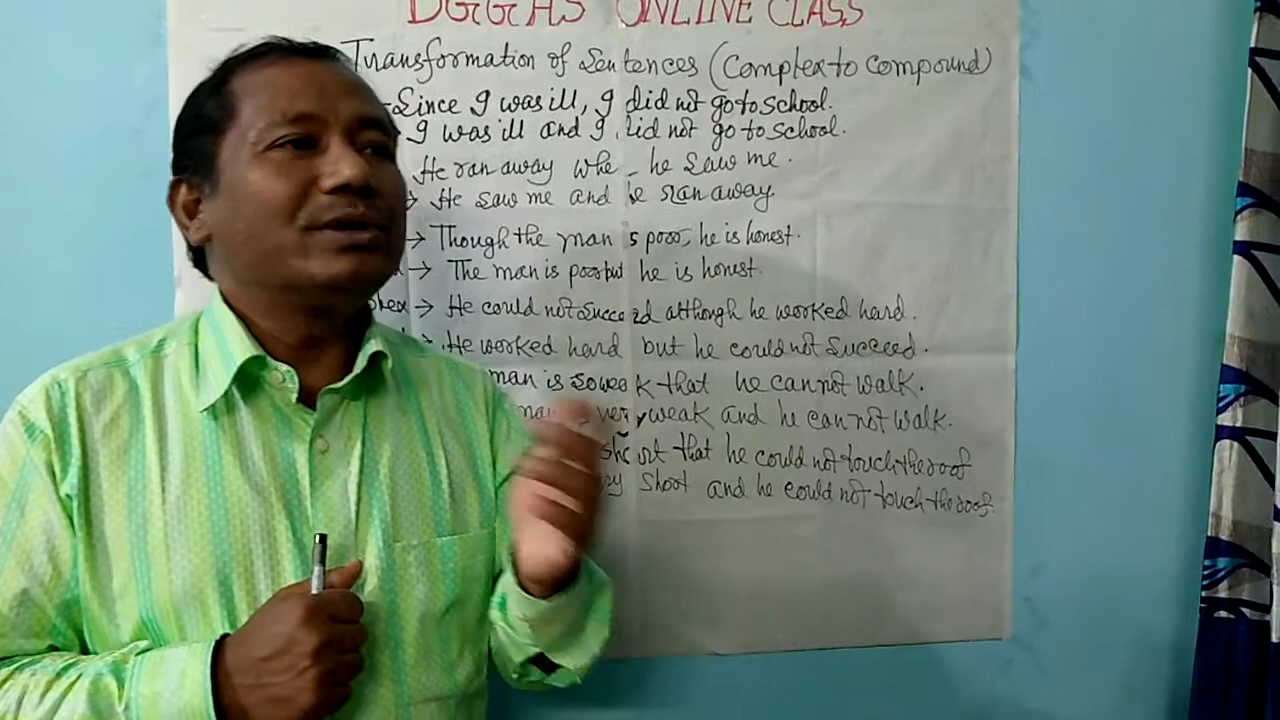 DGGHS ONLINE CLASS
Transformation of Sentences (Complex to compound)
Since I was ill, I did not go to school.
I was ill and I did not go to school.
He ran away he saw me.
→ He saw me and ran away.
→ Though the man poor, he is honest.
→ The man is poor but he is honest.
→ He could not succeed although he worked hard.
He worked hard but he could not succeed.
man is so weak that he cannot walk.
very weak and he can not walk.
short that he could not touch the roof
short and he could not touch the roof.